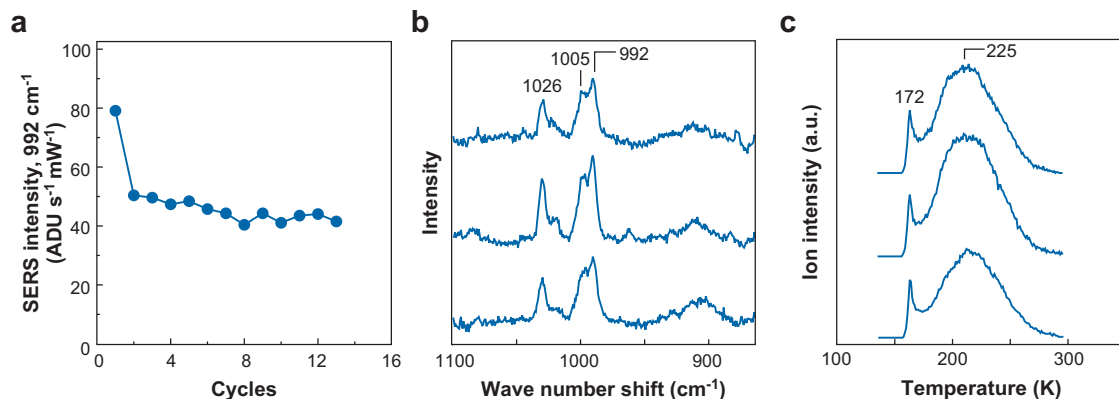 a
100
80
60
40
20
0
0 4 8 12 16
SERS intensity, 992 cm⁻¹
(ADU s⁻¹ mW⁻¹)
Cycles
b
1026
1005
992
Intensity
1100 1000 900
Wave number shift (cm⁻¹)
c
172
225
Ion intensity (a.u.)
100 200 300
Temperature (K)